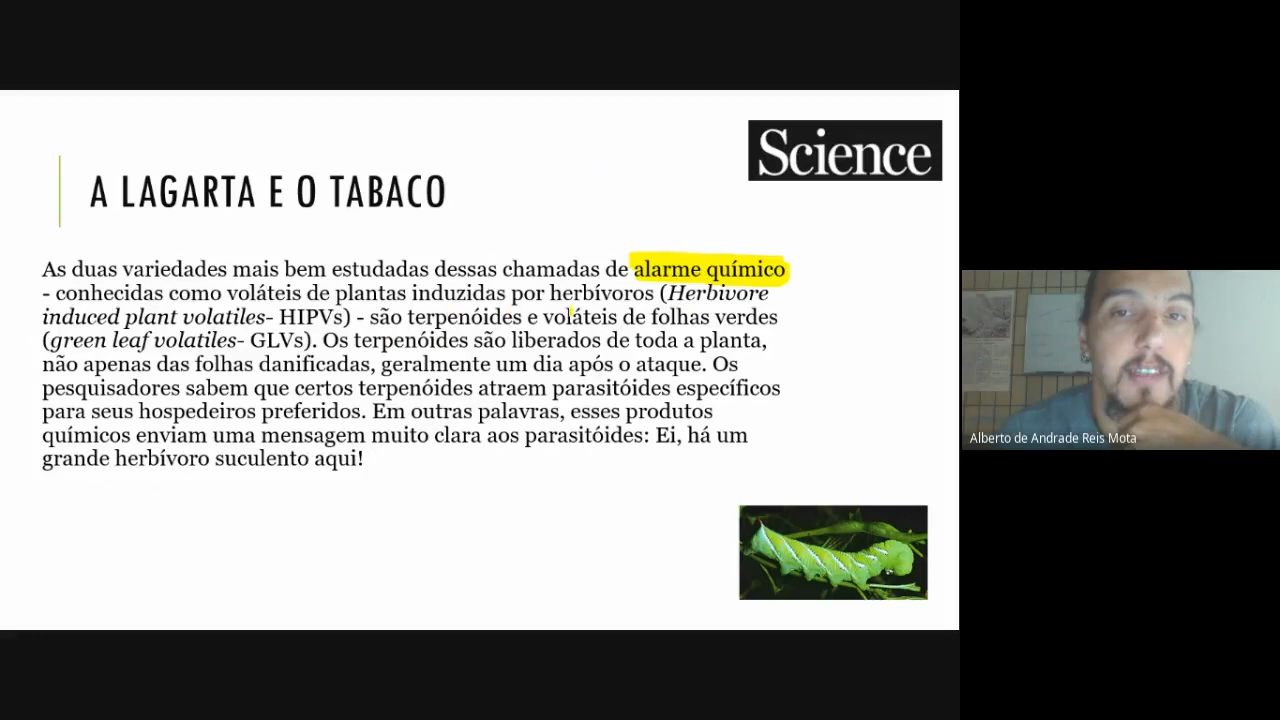 Science
A LAGARTA E O TABACO
As duas variedades mais bem estudadas dessas chamadas de alarme químico
- conhecidas como voláteis de plantas induzidas por herbívoros (Herbivore
induced plant volatiles- HIPVs) - são terpenóides e voláteis de folhas verdes
(green leaf volatiles- GLVs). Os terpenóides são liberados de toda a planta,
não apenas das folhas danificadas, geralmente um dia após o ataque. Os
pesquisadores sabem que certos terpenóides atraem parasitóides específicos
para seus hospedeiros preferidos. Em outras palavras, esses produtos
químicos enviam uma mensagem muito clara aos parasitóides: Ei, há um
grande herbívoro suculento aqui!
Alberto de Andrade Reis Mota